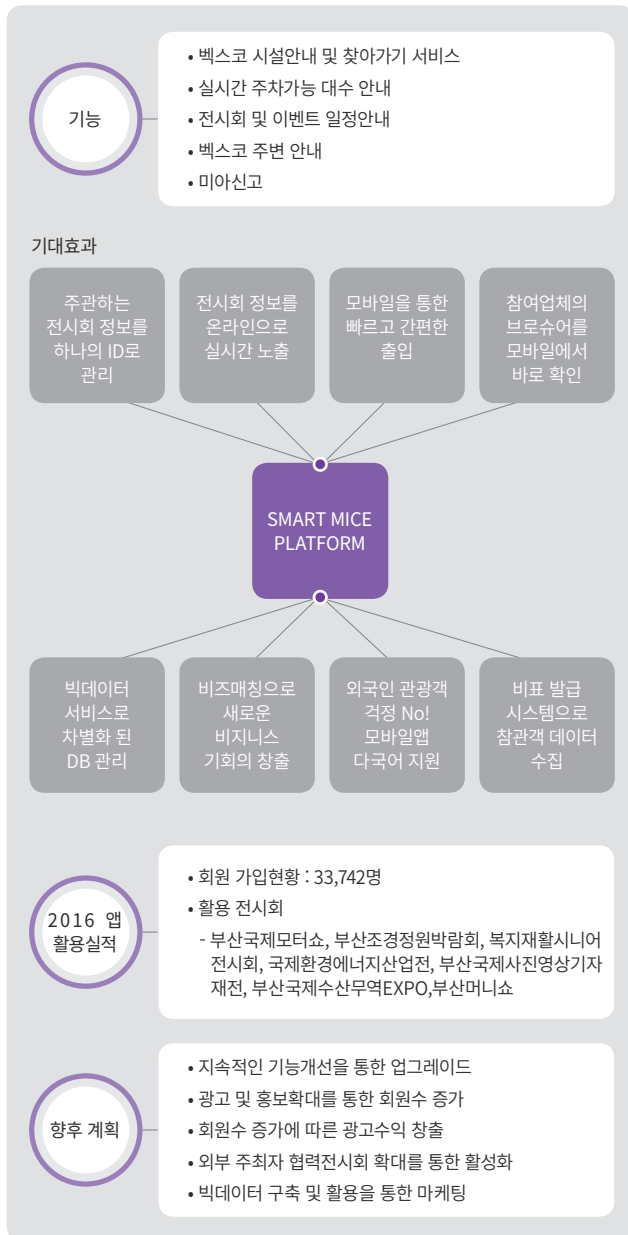 기능
• 벡스코 시설안내 및 찾아가기 서비스
• 실시간 주차가능 대수 안내
• 전시회 및 이벤트 일정안내
• 벡스코 주변 안내
• 미아신고
기대효과
주관하는
전시회 정보를
하나의 ID로
관리
전시회 정보를
온라인으로
실시간 노출
모바일을 통한
빠르고 간편한
출입
참여업체의
브로슈어를
모바일에서
바로 확인
SMART MICE
PLATFORM
빅데이터
서비스로
차별화 된
DB 관리
비즈매칭으로
새로운
비지니스
기회의 창출
외국인 관광객
걱정 No!
모바일앱
다국어 지원
비표 발급
시스템으로
참관객 데이터
수집
2016 앱
활용실적
• 회원 가입현황 : 33,742명
• 활용 전시회
- 부산국제모터쇼, 부산조경정원박람회, 복지재활시니어
전시회, 국제환경에너지산업전, 부산국제사진영상기자
재전, 부산국제수산무역EXPO,부산머니쇼
향후 계획
• 지속적인 기능개선을 통한 업그레이드
• 광고 및 홍보확대를 통한 회원수 증가
• 회원수 증가에 따른 광고수익 창출
• 외부 주최자 협력전시회 확대를 통한 활성화
• 빅데이터 구축 및 활용을 통한 마케팅